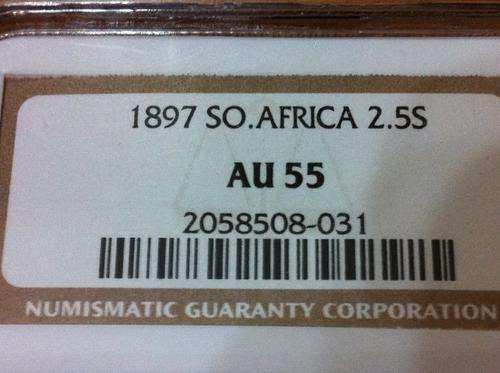 1897 SO.AFRICA 2.5S
AU 55
2058508-031
NUMISMATIC GUARANTY CORPORATION